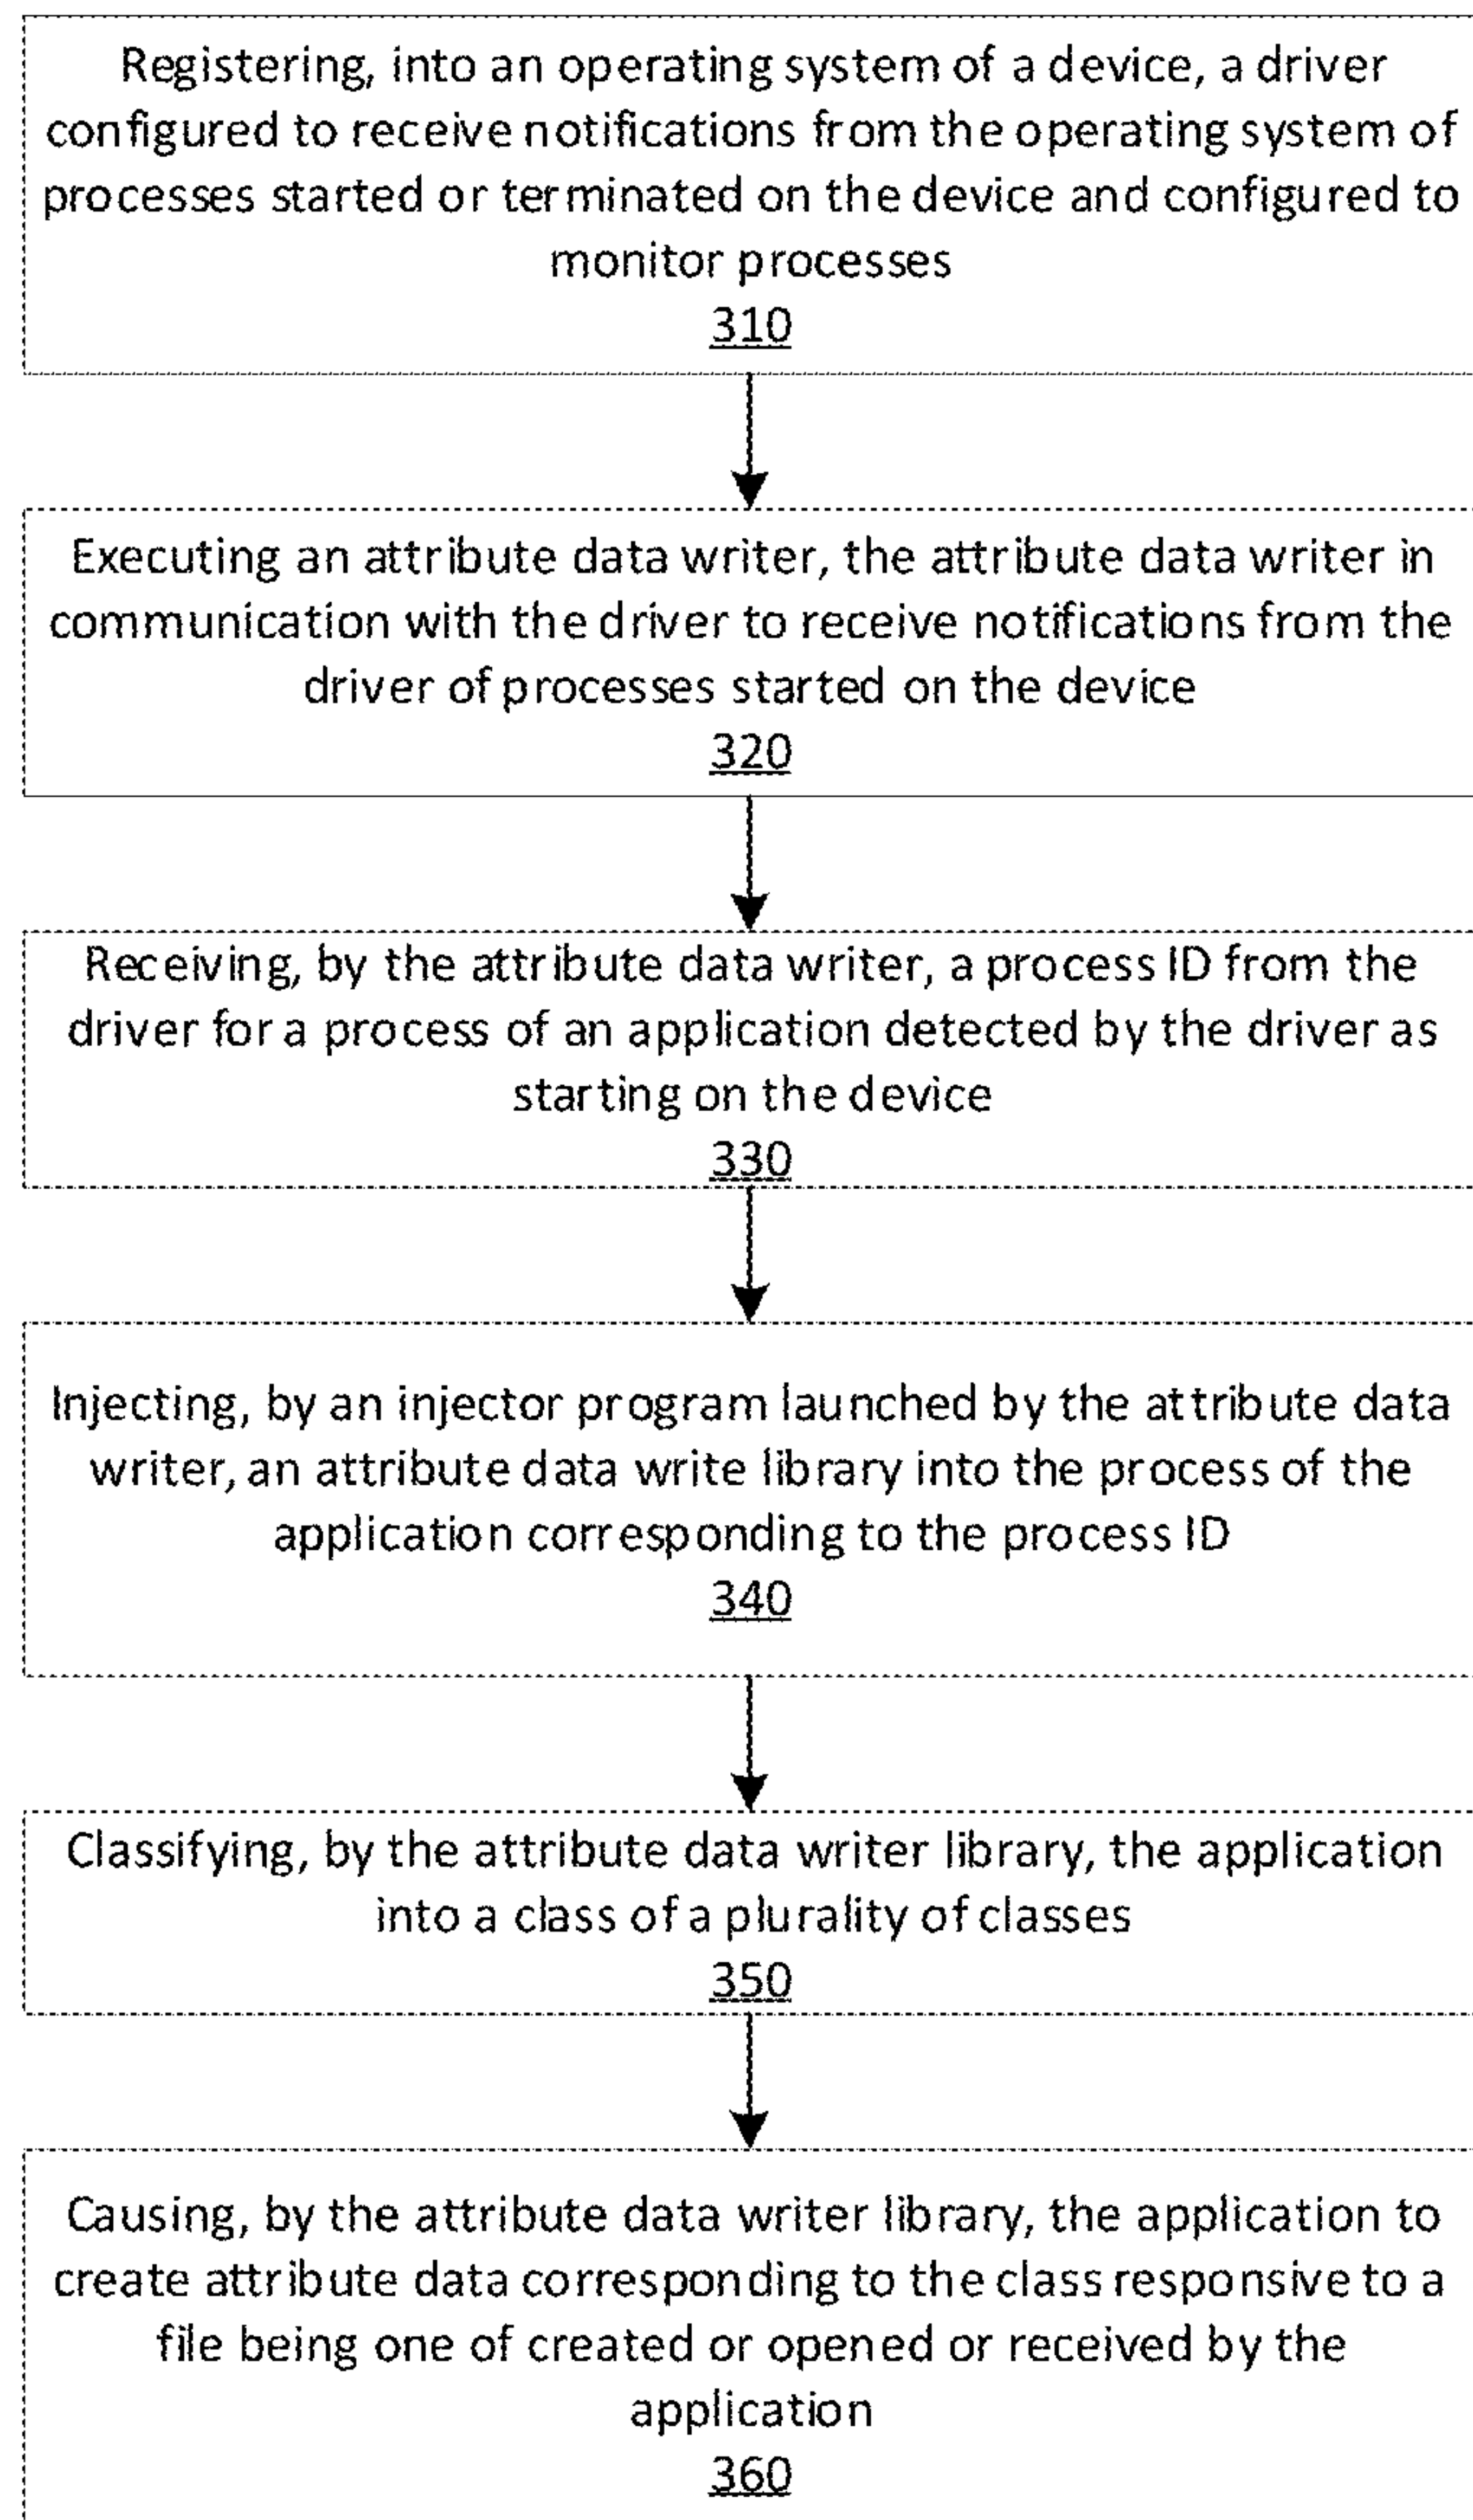 Registering, into an operating system of a device, a driver
configured to receive notifications from the operating system of
processes started or terminated on the device and configured to
monitor processes
310
Executing an attribute data writer, the attribute data writer in
communication with the driver to receive notifications from the
driver of processes started on the device
320
Receiving, by the attribute data writer, a process ID from the
driver for a process of an application detected by the driver as
starting on the device
330
Injecting, by an injector program launched by the attribute data
writer, an attribute data write library into the process of the
application corresponding to the process ID
340
Classifying, by the attribute data writer library, the application
into a class of a plurality of classes
350
Causing, by the attribute data writer library, the application to
create attribute data corresponding to the class responsive to a
file being one of created or opened or received by the
application
360